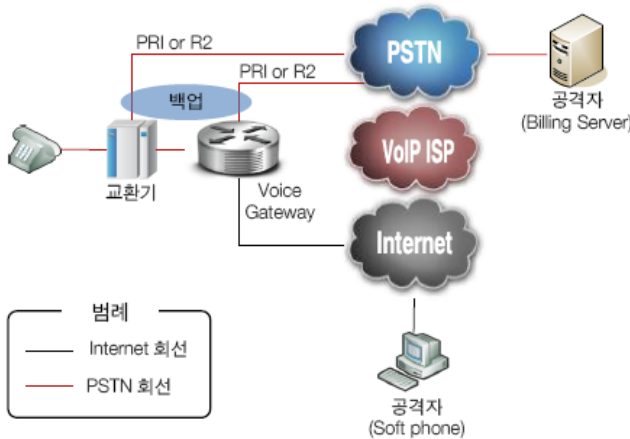 PRI or R2
PSTN
PRI or R2
백업
공격자
(Billing Server)
VoIP ISP
교환기
Voice
Gateway
Internet
범례
Internet 회선
PSTN 회선
공격자
(Soft phone)